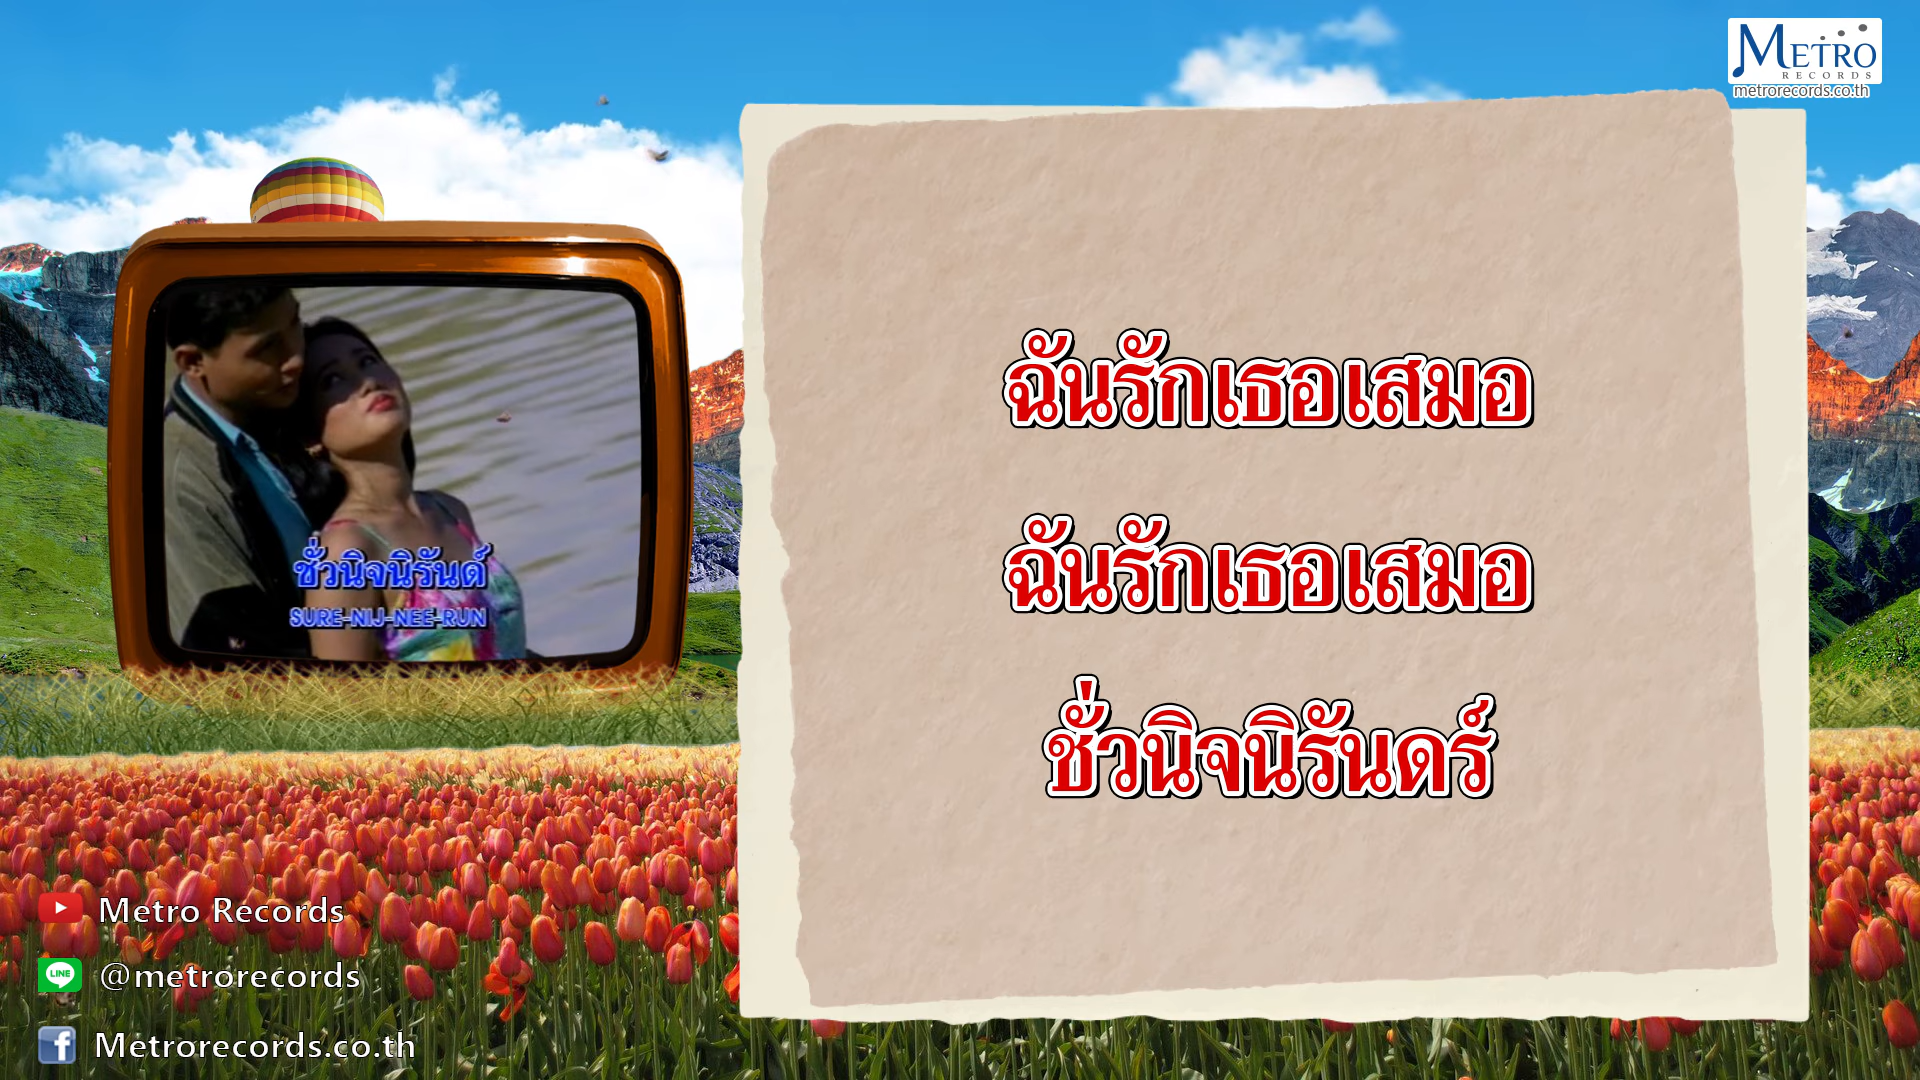 METRO
RECORDS
metrorecords.co.th
ฉันรักเธอเสมอ
ฉันรักเธอเสมอ
ชั่วนิจนิรันดร์
ชั่วนิจนิรันด์
SURE-NIJ-NEE-RUN
Metro Records
LINE
@metrorecords
f
Metrorecords.co.th